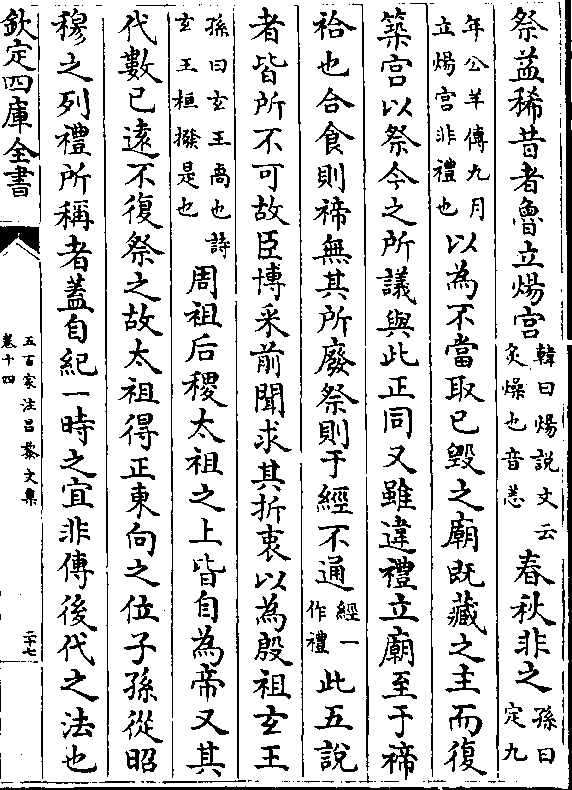 祭益稀昔者魯立煬宫韓曰煬說文云炙燥也音恙春秋非之孫曰定九
年公羊傳九月立煬宫非禮也以為不當取已毁之廟既藏之主而復
築宫以祭今之所議與此正同又雖違禮立廟至于禘
祫也合食則禘無其所廢祭則于經不通經一作禮此五說
者皆所不可故臣博采前聞求其折衷以為殷祖玄王
孫曰玄王卨也詩玄王桓撥是也周祖后稷太祖之上皆自為帝又其
代數已逺不復祭之故太祖得正東向之位子孫從昭
穆之列禮所稱者蓋自紀一時之宜非傳後代之法也
欽定四庫全書
五百家注昌黎文集
卷十四
二十七